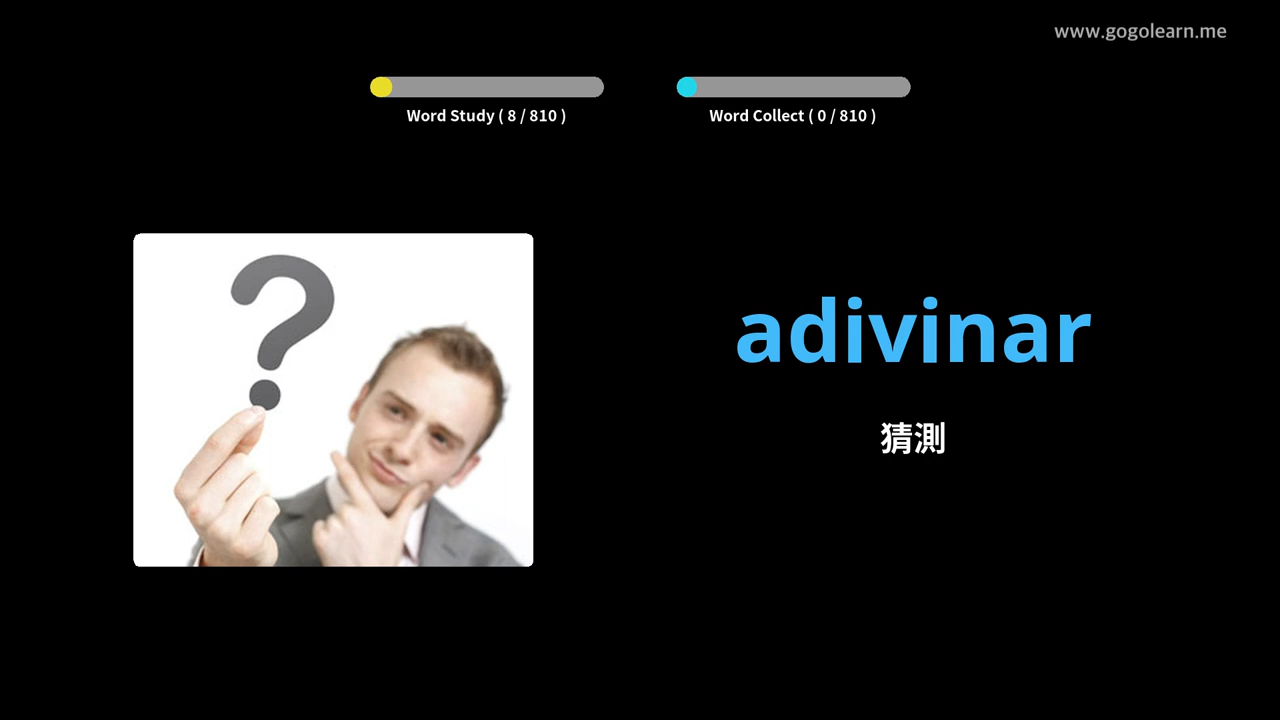 www.gogolearn.me
Word Study ( 8 / 810 )
Word Collect ( 0 / 810 )
?
adivinar
猜測